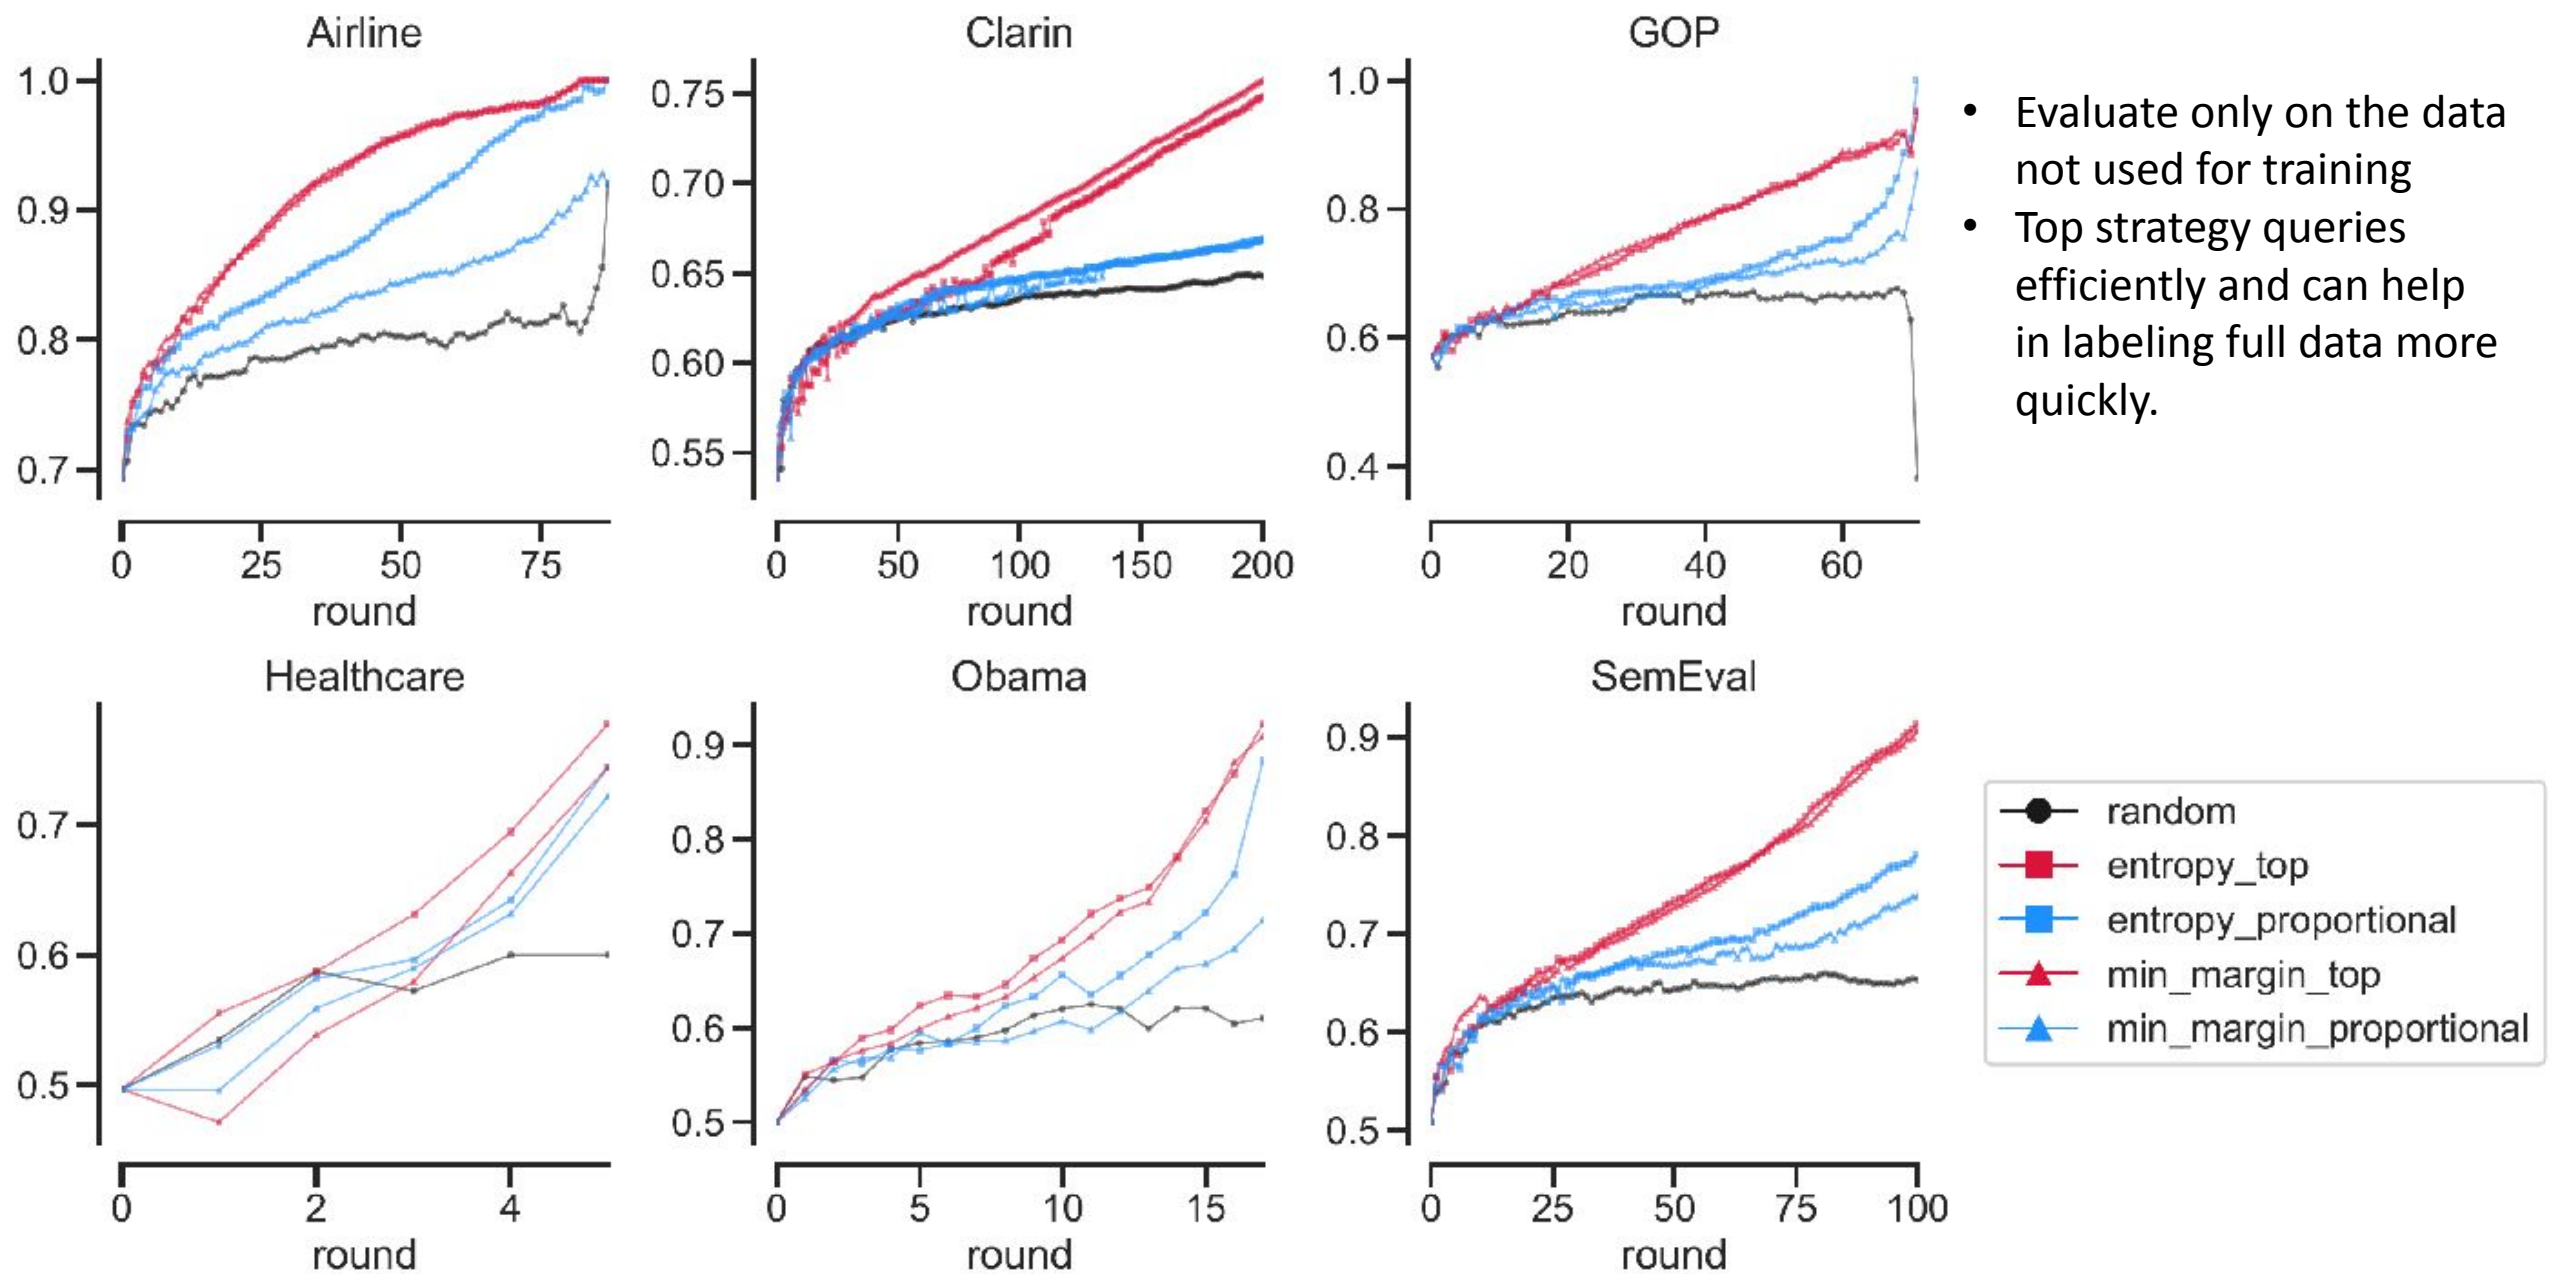 Airline
1.0
0.9
0.8
0.7
0 25 50 75
round
Clarin
0.75
0.70
0.65
0.60
0.55
0 50 100 150 200
round
GOP
1.0
0.8
0.6
0.4
0 20 40 60
round
• Evaluate only on the data
not used for training
• Top strategy queries
efficiently and can help
in labeling full data more
quickly.
Healthcare
0.7
0.6
0.5
0 2 4
round
Obama
0.9
0.8
0.7
0.6
0.5
0 5 10 15
round
SemEval
0.9
0.8
0.7
0.6
0.5
0 25 50 75 100
round
random
entropy_top
entropy_proportional
min_margin_top
min_margin_proportional